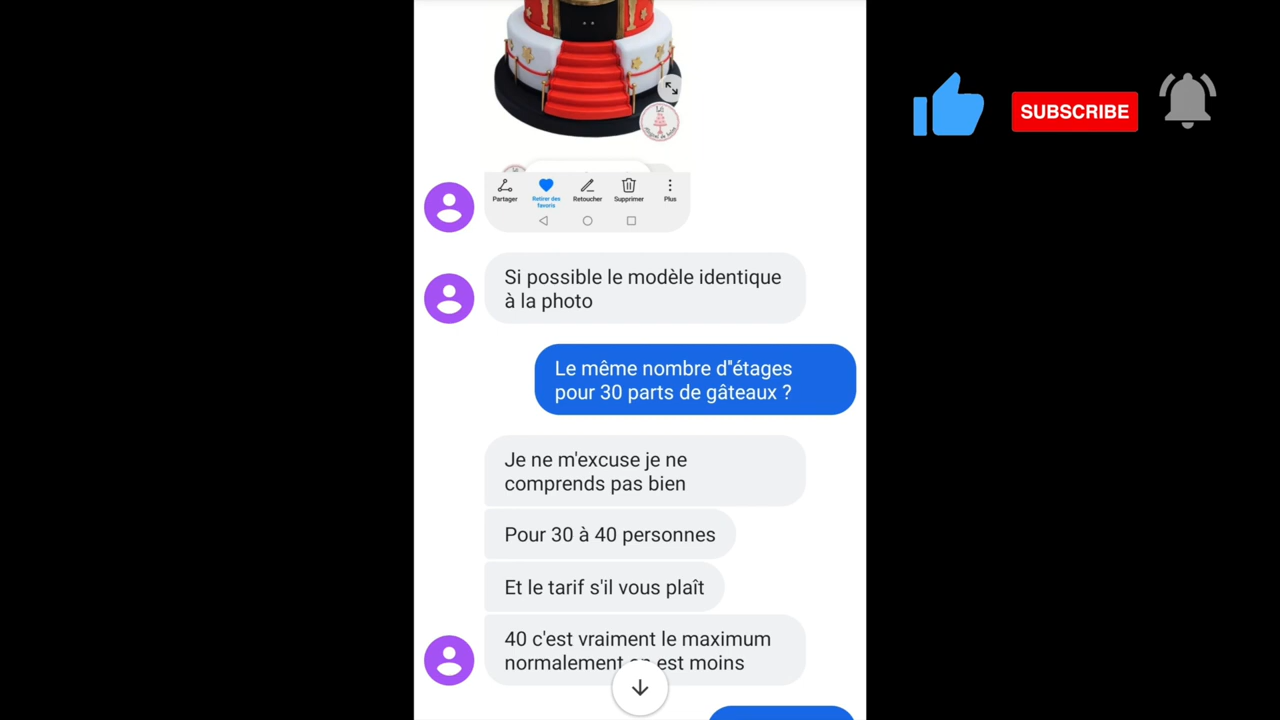 SUBSCRIBE
Partager
Retirer des
favoris
Retoucher
Supprimer
Plus
Si possible le modèle identique
à la photo
Le même nombre d"étages
pour 30 parts de gâteaux ?
Je ne m'excuse je ne
comprends pas bien
Pour 30 à 40 personnes
Et le tarif s'il vous plaît
40 c'est vraiment le maximum
normalement on est moins